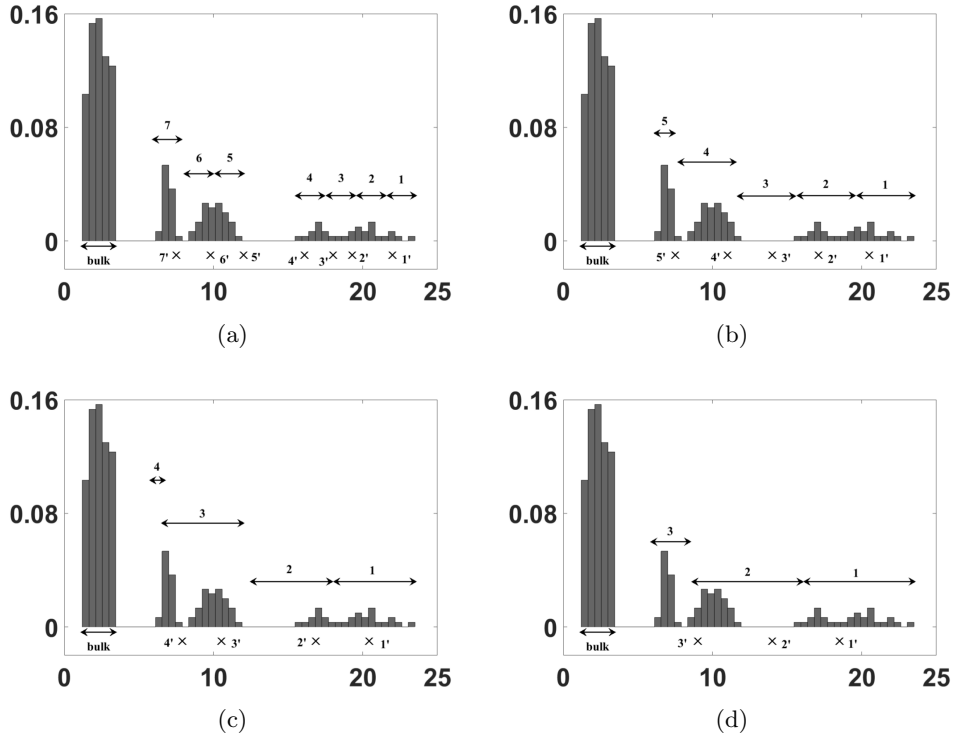 0.16 0.16
7 5
0.08 6 5 0.08 4
4 3 2 1 3 2 1
0 0
bulk 7' × × 6' × 5' 4' × 3' × × 2' × 1' bulk 5' × 4' × × 3' × 2' × 1'
0 10 20 25 0 10 20 25
(a) (b)
0.16 0.16
4
0.08 3 0.08 3
2 1 2 1
0 0
bulk 4' × × 3' 2' × × 1' bulk 3' × × 2' × 1'
0 10 20 25 0 10 20 25
(c) (d)